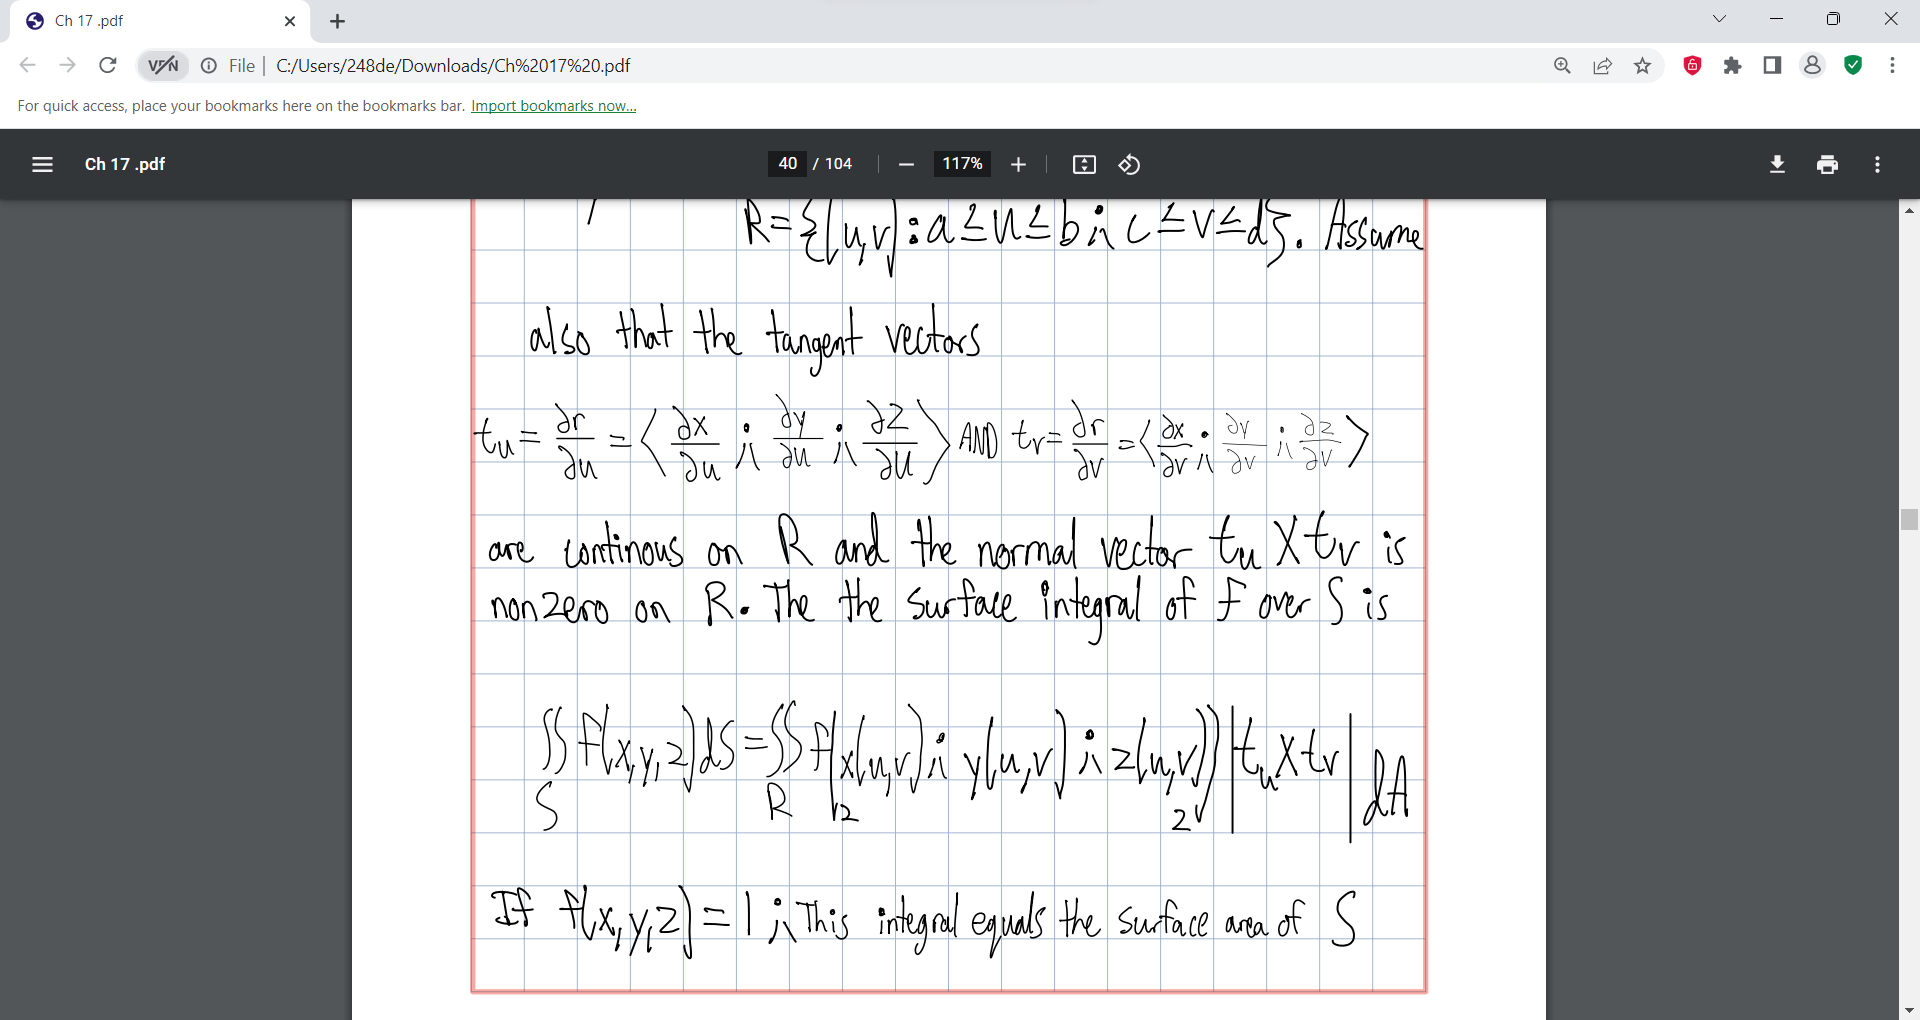 Ch 17 .pdf
VPN File C:/Users/248de/Downloads/Ch%2017%20.pdf
For quick access, place your bookmarks here on the bookmarks bar. Import bookmarks now...
Ch 17 .pdf 40 / 104 117%
R={(u,v):a≤u≤b; c≤v≤d}. Assume
also that the tangent vectors
tu = ∂r/∂u = ⟨∂x/∂u ; ∂y/∂u ; ∂z/∂u⟩ AND tv = ∂r/∂v = ⟨∂x/∂v ; ∂y/∂v ; ∂z/∂v⟩
are continous on R and the normal vector tu X tv is
nonzero on R. The the surface integral of f over S is
∬S f(x,y,z)dS = ∬R f(x(u,v); y(u,v); z(u,v)) |tu X tv| dA
If f(x,y,z) = 1; This integral equals the surface area of S